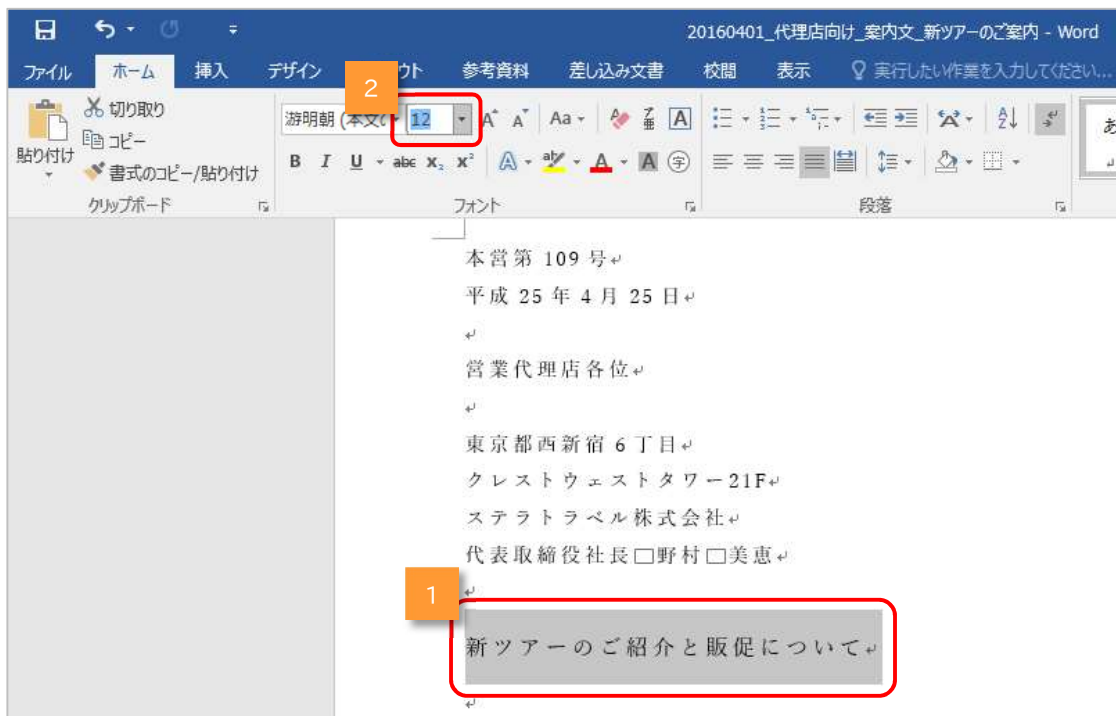 20160401_代理店向け_案内文_新ツアーのご案内 - Word
ファイル ホーム 挿入 デザイン ウト 参考資料 差し込み文書 校閲 表示 実行したい作業を入力してください...
2
切り取り
コピー
書式のコピー/貼り付け
貼り付け
クリップボード
游明朝 (本文の 12 A A Aa
B I U abc X₂ X² A aly A A 字
フォント
段落
あ
本営第 109 号
平成 25 年 4 月 25 日
営業代理店各位
東京都西新宿 6 丁目
クレストウェストタワー21F
ステラトラベル株式会社
代表取締役社長□野村□美恵
1
新ツアーのご紹介と販促について